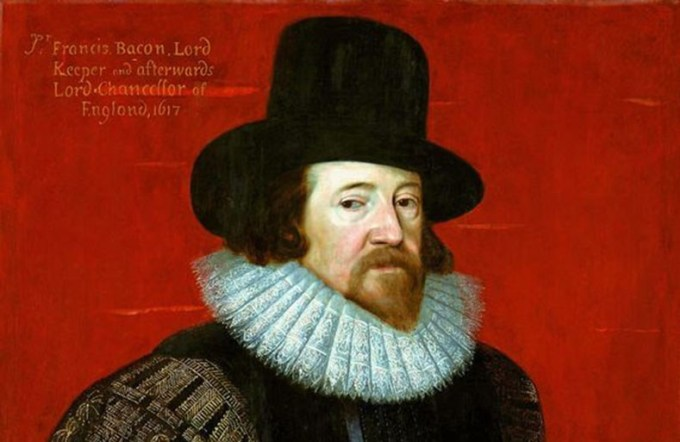 Sr. Francis Bacon. Lord
Keeper and afterwards
Lord Chancellor of
England, 1617